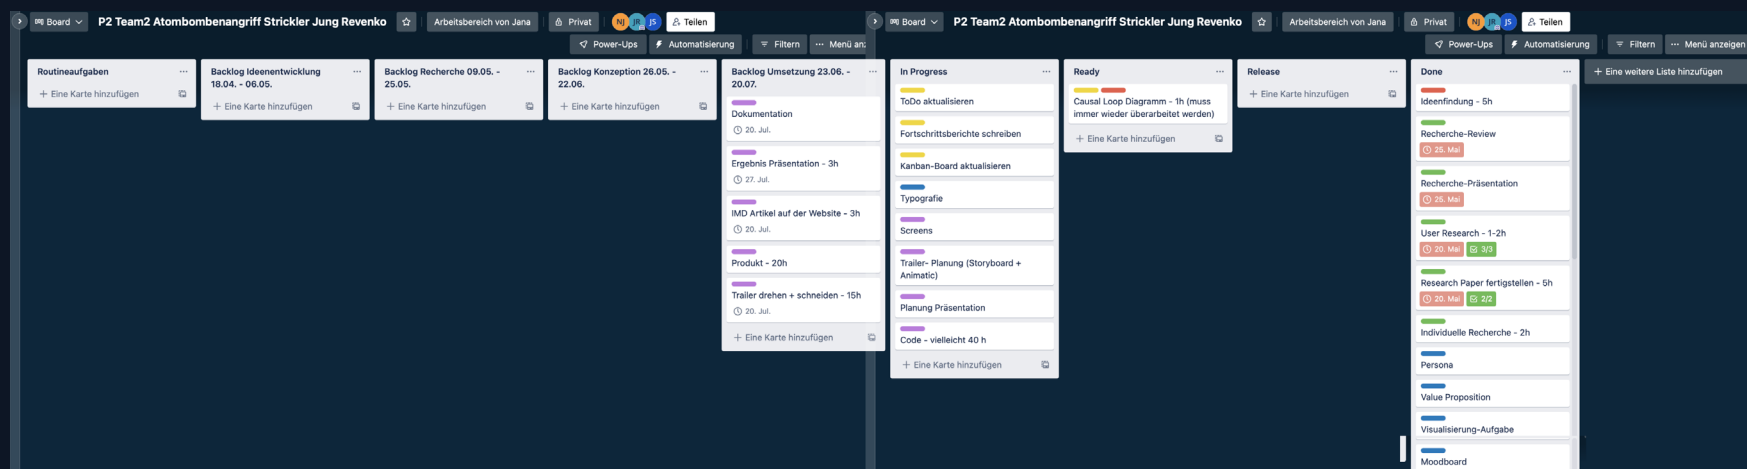 Board
P2 Team2 Atombombenangriff Strickler Jung Revenko
Arbeitsbereich von Jana
Privat
NJ JR JS
Teilen
Power-Ups
Automatisierung
Filtern
Menü anz
Routineaufgaben
+ Eine Karte hinzufügen
Backlog Ideenentwicklung
18.04. - 06.05.
+ Eine Karte hinzufügen
Backlog Recherche 09.05. -
25.05.
+ Eine Karte hinzufügen
Backlog Konzeption 26.05. -
22.06.
+ Eine Karte hinzufügen
Backlog Umsetzung 23.06. -
20.07.
Dokumentation
20. Jul.
Ergebnis Präsentation - 3h
27. Jul.
IMD Artikel auf der Website - 3h
20. Jul.
Produkt - 20h
Trailer drehen + schneiden - 15h
20. Jul.
+ Eine Karte hinzufügen
Board
P2 Team2 Atombombenangriff Strickler Jung Revenko
Arbeitsbereich von Jana
Privat
NJ JR JS
Teilen
Power-Ups
Automatisierung
Filtern
Menü anzeigen
In Progress
ToDo aktualisieren
Fortschrittsberichte schreiben
Kanban-Board aktualisieren
Typografie
Screens
Trailer- Planung (Storyboard +
Animatic)
Planung Präsentation
Code - vielleicht 40 h
+ Eine Karte hinzufügen
Ready
Causal Loop Diagramm - 1h (muss
immer wieder überarbeitet werden)
+ Eine Karte hinzufügen
Release
+ Eine Karte hinzufügen
Done
Ideenfindung - 5h
Recherche-Review
25. Mai
Recherche-Präsentation
25. Mai
User Research - 1-2h
20. Mai 3/3
Research Paper fertigstellen - 5h
20. Mai 2/2
Individuelle Recherche - 2h
Persona
Value Proposition
Visualisierung-Aufgabe
Moodboard
+ Eine weitere Liste hinzufügen